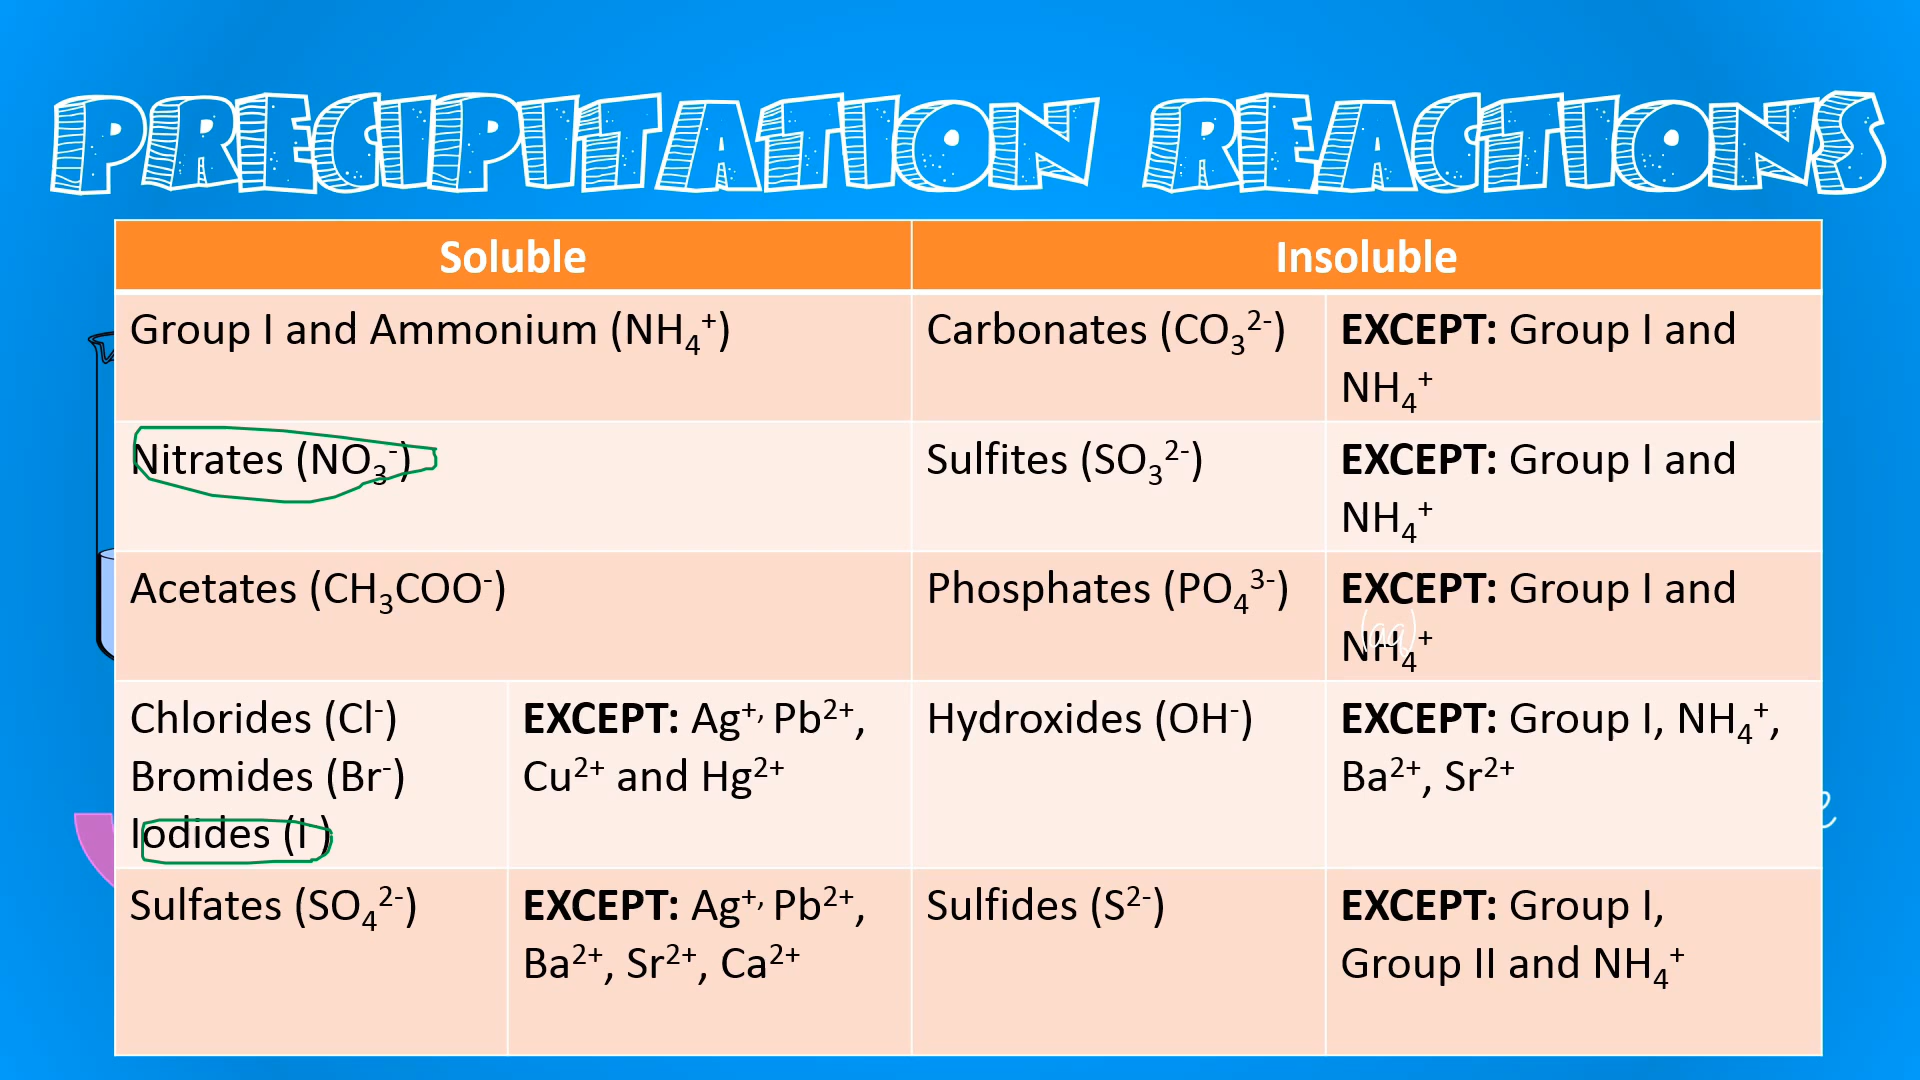 PRECIPITATION REACTIONS
Soluble
Insoluble
Group I and Ammonium (NH₄⁺)
Carbonates (CO₃²⁻)
EXCEPT: Group I and
NH₄⁺
Nitrates (NO₃⁻)
Sulfites (SO₃²⁻)
EXCEPT: Group I and
NH₄⁺
Acetates (CH₃COO⁻)
Phosphates (PO₄³⁻)
EXCEPT: Group I and
NH₄⁺
(aq)
Chlorides (Cl⁻)
Bromides (Br⁻)
Iodides (I⁻)
EXCEPT: Ag⁺, Pb²⁺,
Cu²⁺ and Hg²⁺
Hydroxides (OH⁻)
EXCEPT: Group I, NH₄⁺,
Ba²⁺, Sr²⁺
Sulfates (SO₄²⁻)
EXCEPT: Ag⁺, Pb²⁺,
Ba²⁺, Sr²⁺, Ca²⁺
Sulfides (S²⁻)
EXCEPT: Group I,
Group II and NH₄⁺